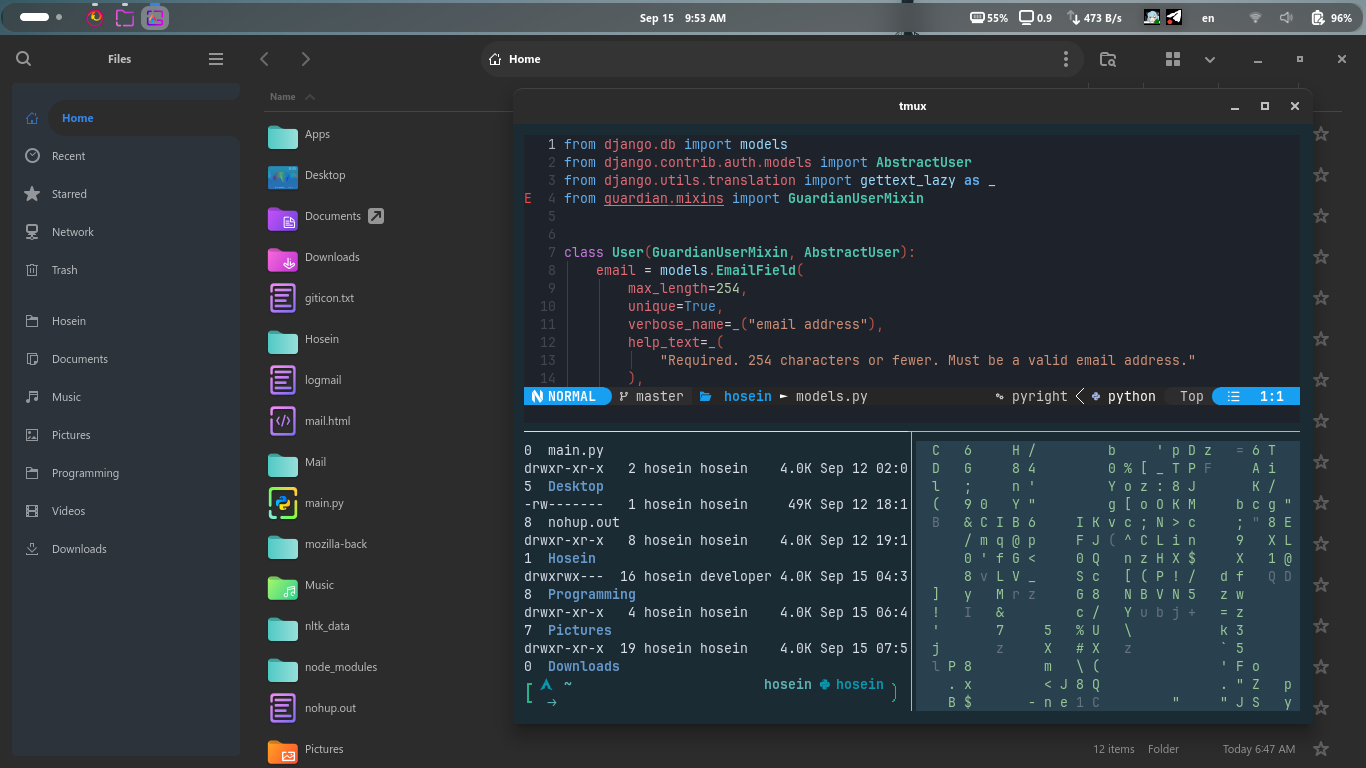 Sep 15 9:53 AM
55% 0.9 473 B/s en 96%
Files
Home
Name
Home
Recent
Starred
Network
Trash
Hosein
Documents
Music
Pictures
Programming
Videos
Downloads
Apps
Desktop
Documents
Downloads
giticon.txt
Hosein
logmail
mail.html
Mail
main.py
mozilla-back
Music
nltk_data
node_modules
nohup.out
Pictures
12 items Folder Today 6:47 AM
tmux
1 from django.db import models
2 from django.contrib.auth.models import AbstractUser
3 from django.utils.translation import gettext_lazy as _
E 4 from guardian.mixins import GuardianUserMixin
5
6
7 class User(GuardianUserMixin, AbstractUser):
8 email = models.EmailField(
9 max_length=254,
10 unique=True,
11 verbose_name=_("email address"),
12 help_text=_(
13 "Required. 254 characters or fewer. Must be a valid email address."
14 ),
NORMAL master hosein ► models.py pyright python Top 1:1
0 main.py
drwxr-xr-x 2 hosein hosein 4.0K Sep 12 02:0
5 Desktop
-rw------- 1 hosein hosein 49K Sep 12 18:1
8 nohup.out
drwxr-xr-x 8 hosein hosein 4.0K Sep 12 19:1
1 Hosein
drwxrwx--- 16 hosein developer 4.0K Sep 15 04:3
8 Programming
drwxr-xr-x 4 hosein hosein 4.0K Sep 15 06:4
7 Pictures
drwxr-xr-x 19 hosein hosein 4.0K Sep 15 07:5
0 Downloads
~ hosein hosein
→